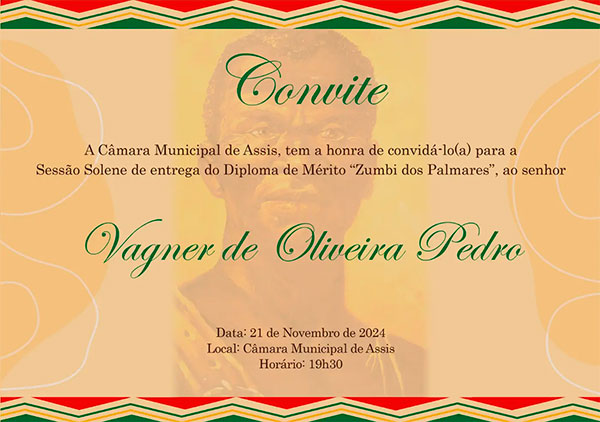 Convite
A Câmara Municipal de Assis, tem a honra de convidá-lo(a) para a
Sessão Solene de entrega do Diploma de Mérito “Zumbi dos Palmares”, ao senhor
Vagner de Oliveira Pedro
Data: 21 de Novembro de 2024
Local: Câmara Municipal de Assis
Horário: 19h30